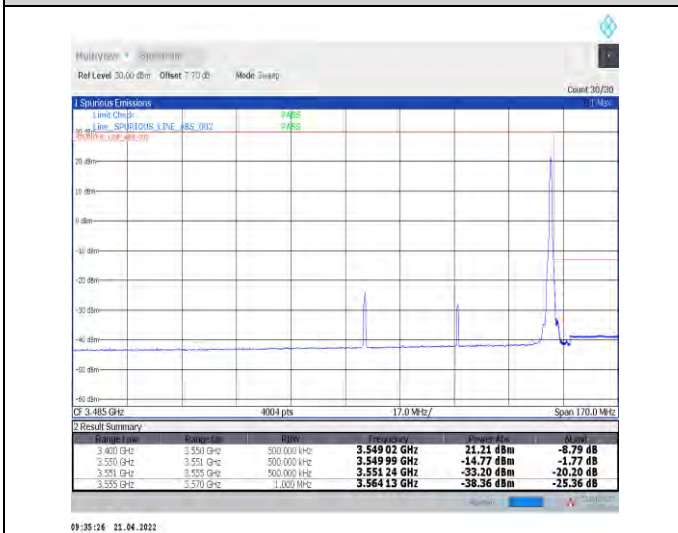 MultiView Spectrum
Ref Level 30.00 dBm Offset 7.70 dB Mode Sweep
Count 30/30
1 Spurious Emissions
1 Max
Limit Check PASS
Line _SPURIOUS_LINE_ABS_002 PASS
30 dBm
20 dBm
10 dBm
0 dBm
-10 dBm
-20 dBm
-30 dBm
-40 dBm
-50 dBm
-60 dBm
CF 3.485 GHz 4004 pts 17.0 MHz/ Span 170.0 MHz
2 Result Summary
Range Low Range Up RBW Frequency Power Abs ΔLimit
3.400 GHz 3.550 GHz 500.000 kHz 3.549 02 GHz 21.21 dBm -8.79 dB
3.550 GHz 3.551 GHz 500.000 kHz 3.549 99 GHz -14.77 dBm -1.77 dB
3.551 GHz 3.555 GHz 500.000 kHz 3.551 24 GHz -33.20 dBm -20.20 dB
3.555 GHz 3.570 GHz 1.000 MHz 3.564 13 GHz -38.36 dBm -25.36 dB
09:35:26 21.04.2022